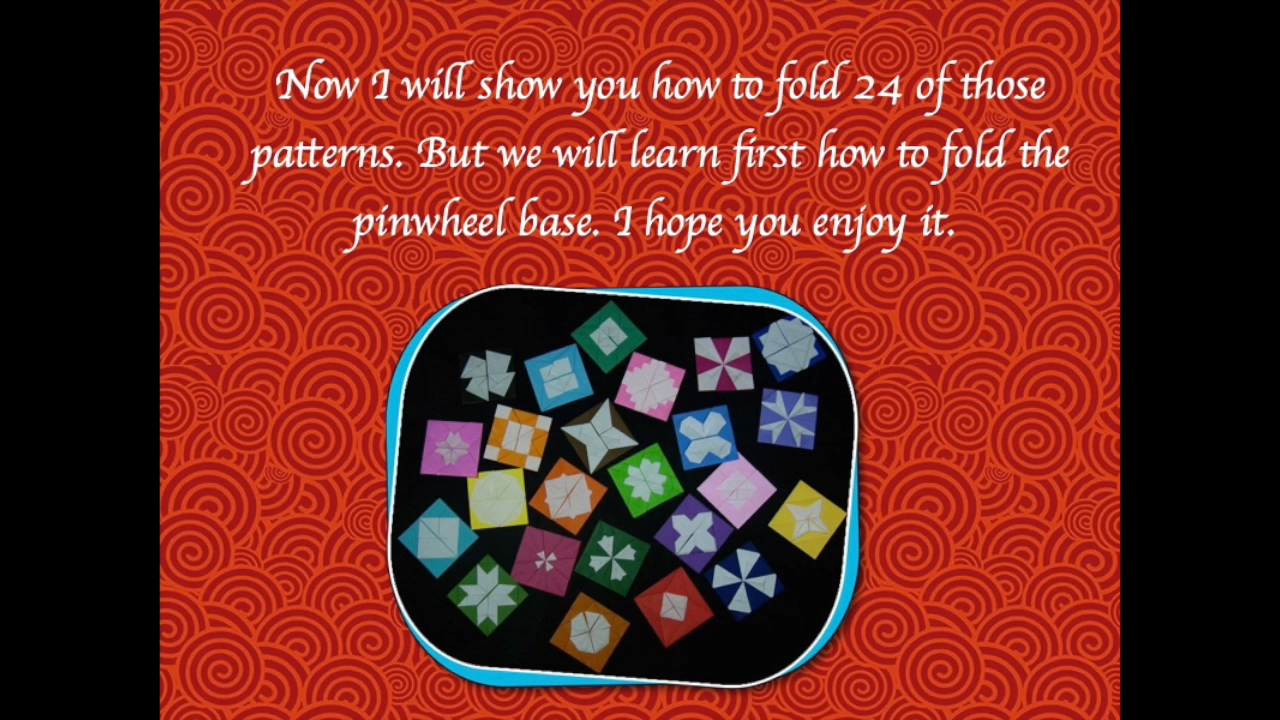 Now I will show you how to fold 24 of those
patterns. But we will learn first how to fold the
pinwheel base. I hope you enjoy it.